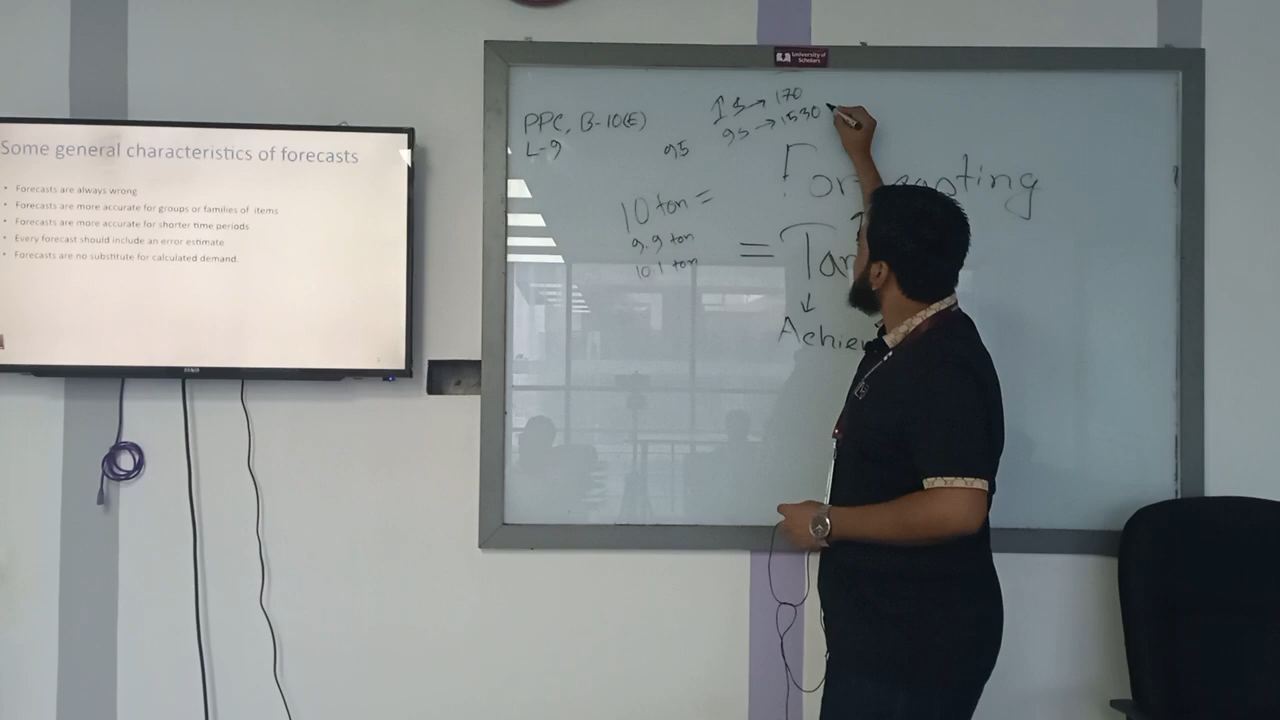 Some general characteristics of forecasts
• Forecasts are always wrong
• Forecasts are more accurate for groups or families of items
• Forecasts are more accurate for shorter time periods
• Every forecast should include an error estimate
• Forecasts are no substitute for calculated demand.
University of
Scholars
PPC, B-10(E)
L-9
→ 170
95 → 1530
95
10 ton =
9.9 ton
10.1 ton